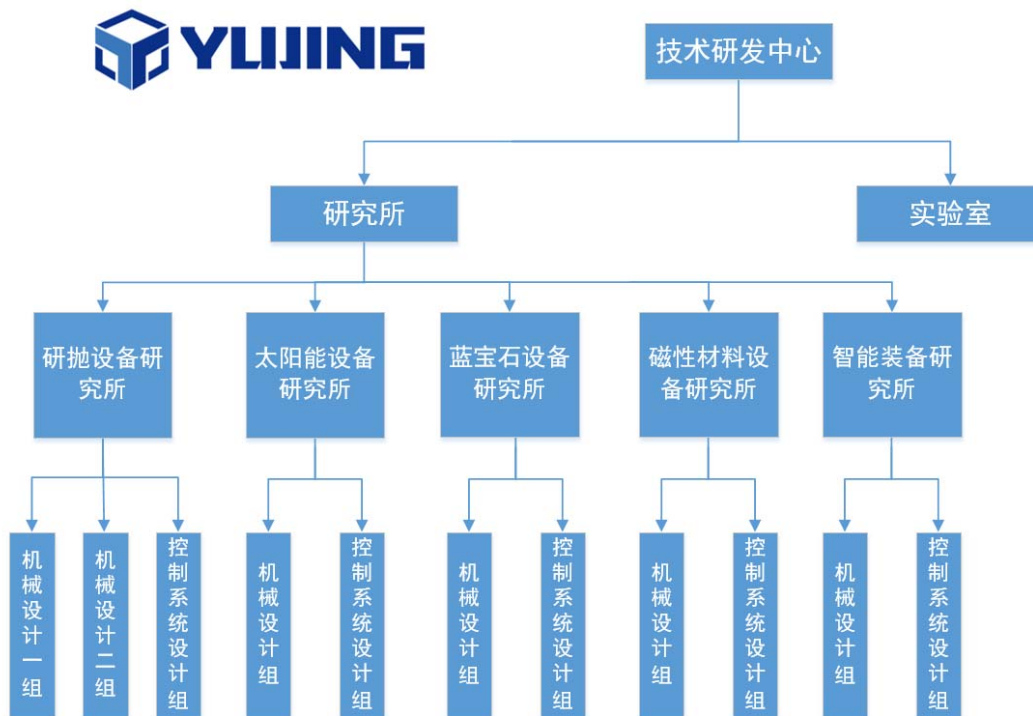 YUJING
技术研发中心
研究所
实验室
研抛设备研
究所
太阳能设备
研究所
蓝宝石设备
研究所
磁性材料设
备研究所
智能装备研
究所
机械设计一组
机械设计二组
控制系统设计组
机械设计组
控制系统设计组
机械设计组
控制系统设计组
机械设计组
控制系统设计组
机械设计组
控制系统设计组